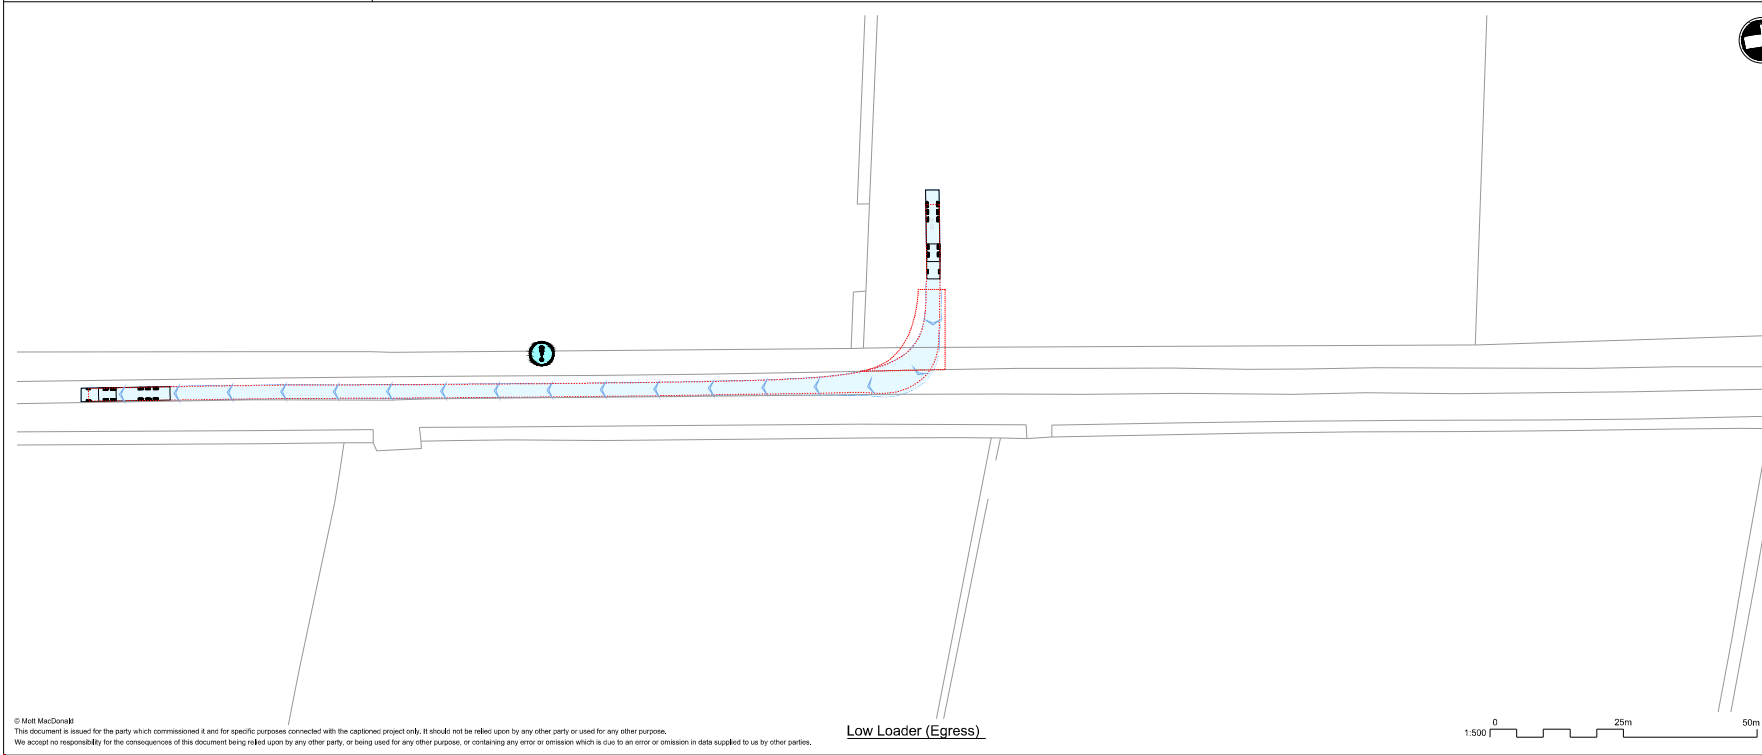 © Mott MacDonald
This document is issued for the party which commissioned it and for specific purposes connected with the captioned project only. It should not be relied upon by any other party or used for any other purpose.
We accept no responsibility for the consequences of this document being relied upon by any other party, or being used for any other purpose, or containing any error or omission which is due to an error or omission in data supplied to us by other parties.
Low Loader (Egress)
1:500
0 25m 50m